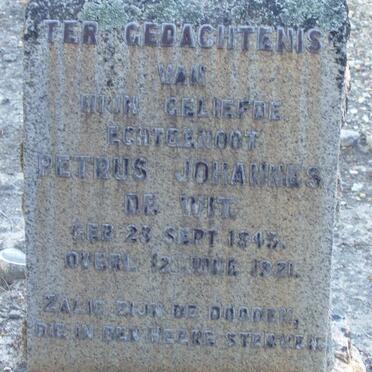 TER GEDACHTENIS
VAN
MIJN GELIEFDE
ECHTGENOOT
PETRUS JOHANNES
DE WIT.
GEB 23 SEPT 1845.
OVERL 12 JUNE 1921.
ZALIG ZIJN DE DOODEN,
DIE IN DEN HEERE STERVEN.